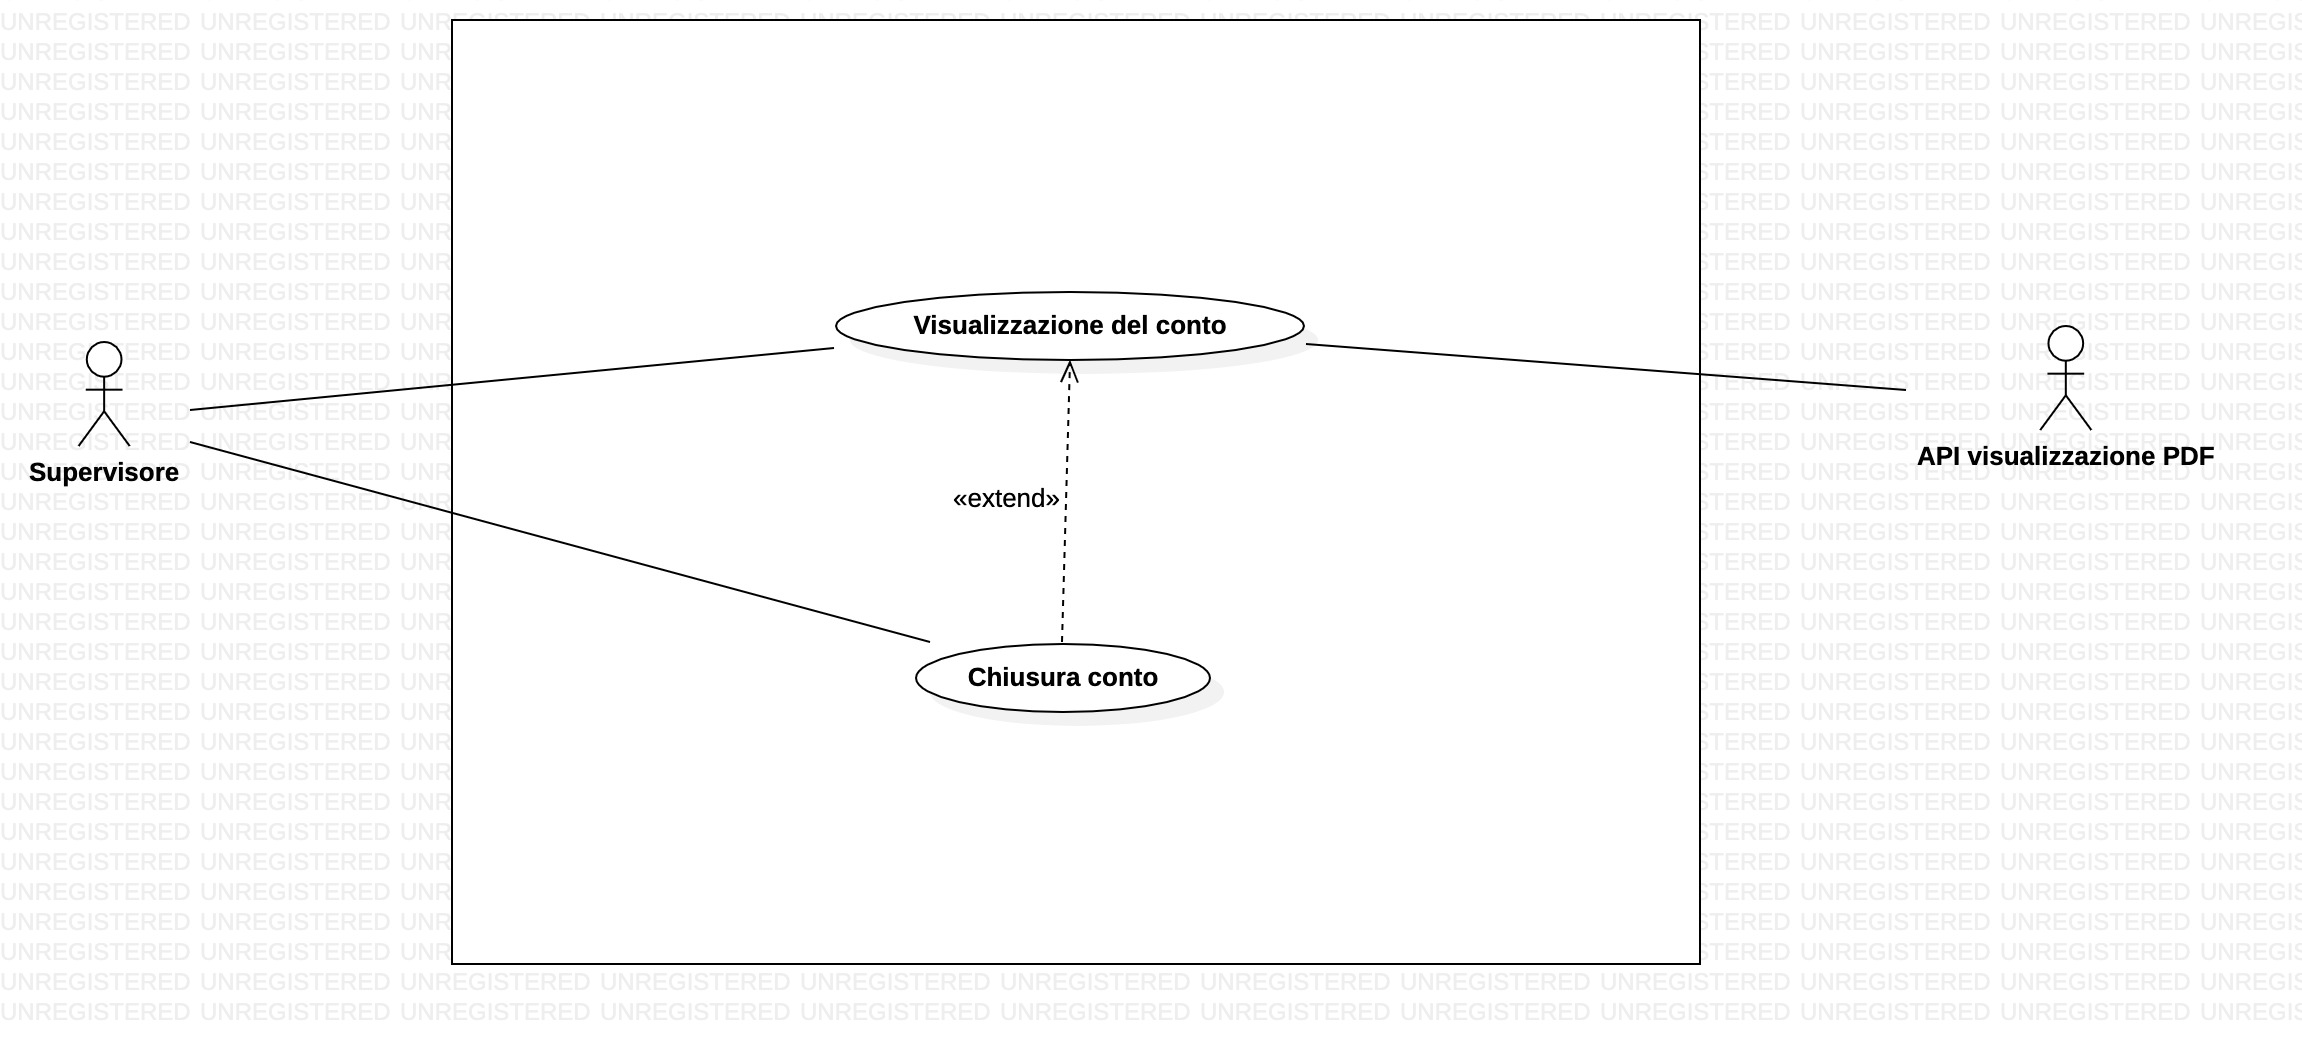 Visualizzazione del conto
Supervisore
API visualizzazione PDF
«extend»
Chiusura conto
UNREGISTERED UNREGISTERED UNREGISTERED UNREGISTERED UNREGISTERED UNREGISTERED UNREGISTERED UNREGISTERED UNREGISTERED UNREGISTERED UNREGISTERED